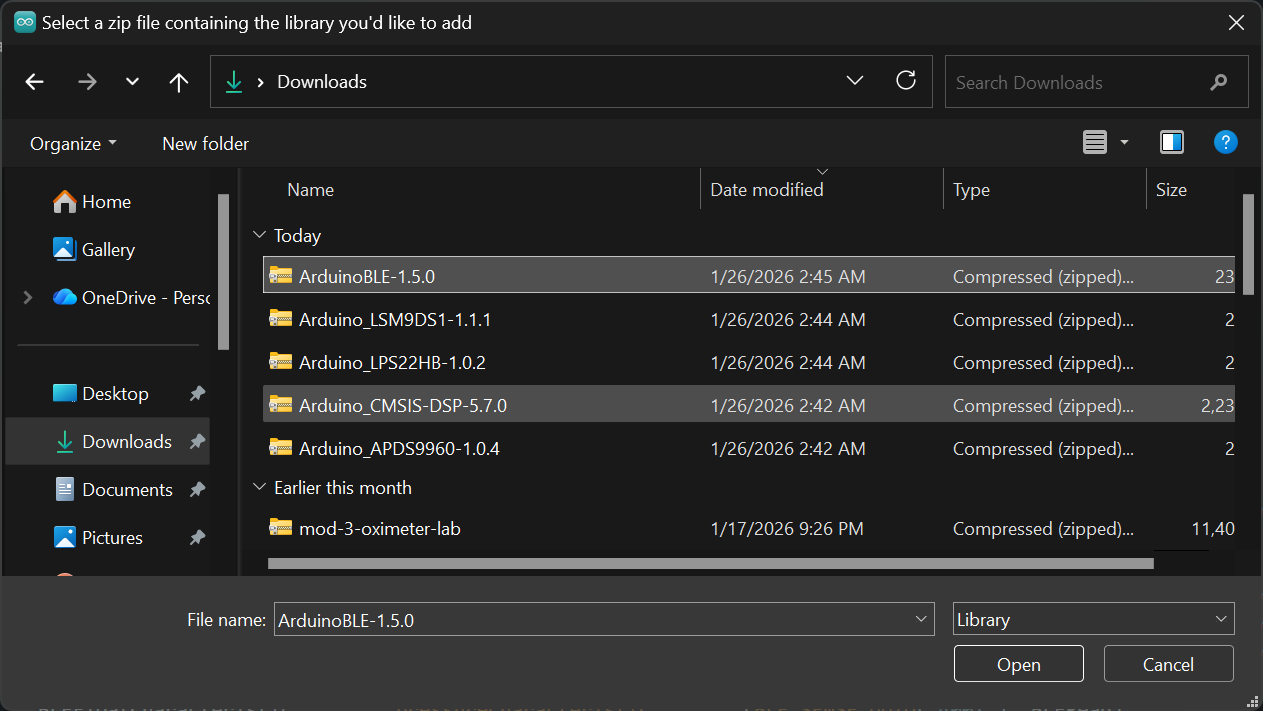 Select a zip file containing the library you'd like to add
Downloads
Search Downloads
Organize
New folder
Home
Gallery
OneDrive - Perso
Desktop
Downloads
Documents
Pictures
Name Date modified Type Size
Today
ArduinoBLE-1.5.0 1/26/2026 2:45 AM Compressed (zipped)... 23
Arduino_LSM9DS1-1.1.1 1/26/2026 2:44 AM Compressed (zipped)... 2
Arduino_LPS22HB-1.0.2 1/26/2026 2:44 AM Compressed (zipped)... 2
Arduino_CMSIS-DSP-5.7.0 1/26/2026 2:42 AM Compressed (zipped)... 2,23
Arduino_APDS9960-1.0.4 1/26/2026 2:42 AM Compressed (zipped)... 2
Earlier this month
mod-3-oximeter-lab 1/17/2026 9:26 PM Compressed (zipped)... 11,40
File name: ArduinoBLE-1.5.0 Library
Open Cancel